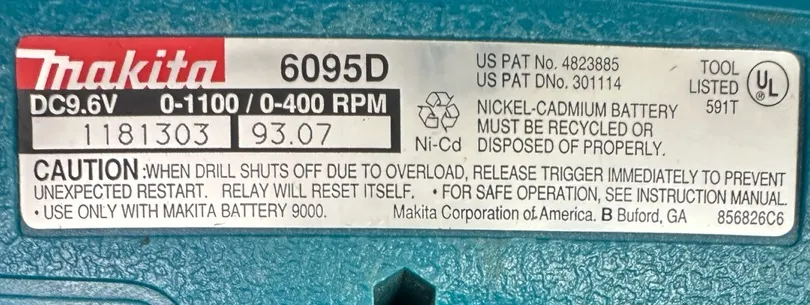 makita 6095D
DC9.6V 0-1100 / 0-400 RPM
1181303 93.07
US PAT No. 4823885
US PAT DNo. 301114
Ni-Cd
NICKEL-CADMIUM BATTERY
MUST BE RECYCLED OR
DISPOSED OF PROPERLY.
TOOL
LISTED
591T
UL
CAUTION:WHEN DRILL SHUTS OFF DUE TO OVERLOAD, RELEASE TRIGGER IMMEDIATELY TO PREVENT
UNEXPECTED RESTART. RELAY WILL RESET ITSELF. • FOR SAFE OPERATION, SEE INSTRUCTION MANUAL.
• USE ONLY WITH MAKITA BATTERY 9000. Makita Corporation of America. B Buford, GA 856826C6